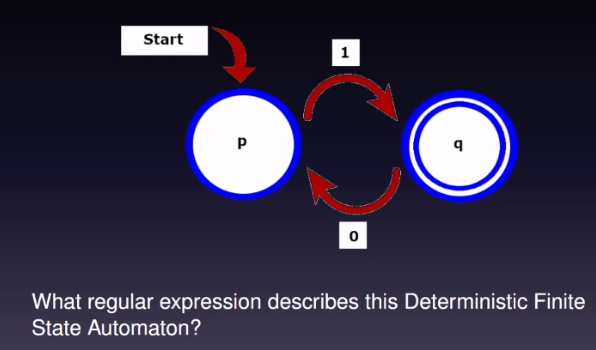 Start
1
p
q
0
What regular expression describes this Deterministic Finite
State Automaton?